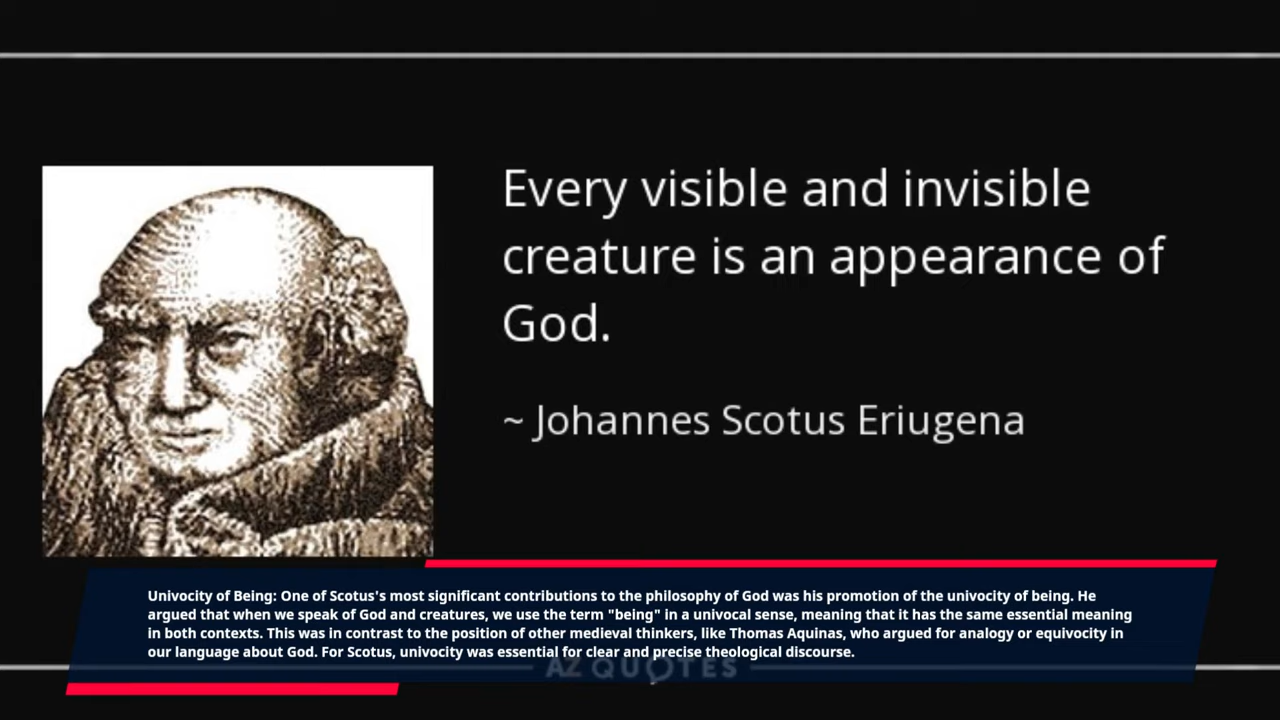 Every visible and invisible
creature is an appearance of
God.
~ Johannes Scotus Eriugena
Univocity of Being: One of Scotus's most significant contributions to the philosophy of God was his promotion of the univocity of being. He
argued that when we speak of God and creatures, we use the term "being" in a univocal sense, meaning that it has the same essential meaning
in both contexts. This was in contrast to the position of other medieval thinkers, like Thomas Aquinas, who argued for analogy or equivocity in
our language about God. For Scotus, univocity was essential for clear and precise theological discourse.
AZ QUOTES